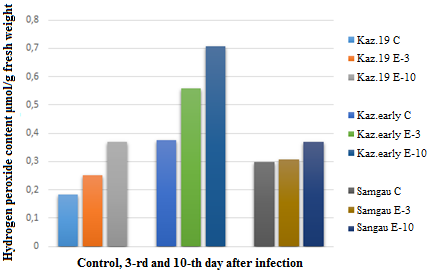 Hydrogen peroxide content µmol/g fresh weight
0,8
0,7
0,6
0,5
0,4
0,3
0,2
0,1
0
Kaz.19 C
Kaz.19 E-3
Kaz.19 E-10
Kaz.early C
Kaz.early E-3
Kaz.early E-10
Samgau C
Samgau E-3
Sangau E-10
Control, 3-rd and 10-th day after infection